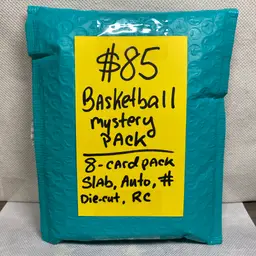 $85
Basketball
mystery
PACK
8-card pack
Slab, Auto, #
Die-cut, RC